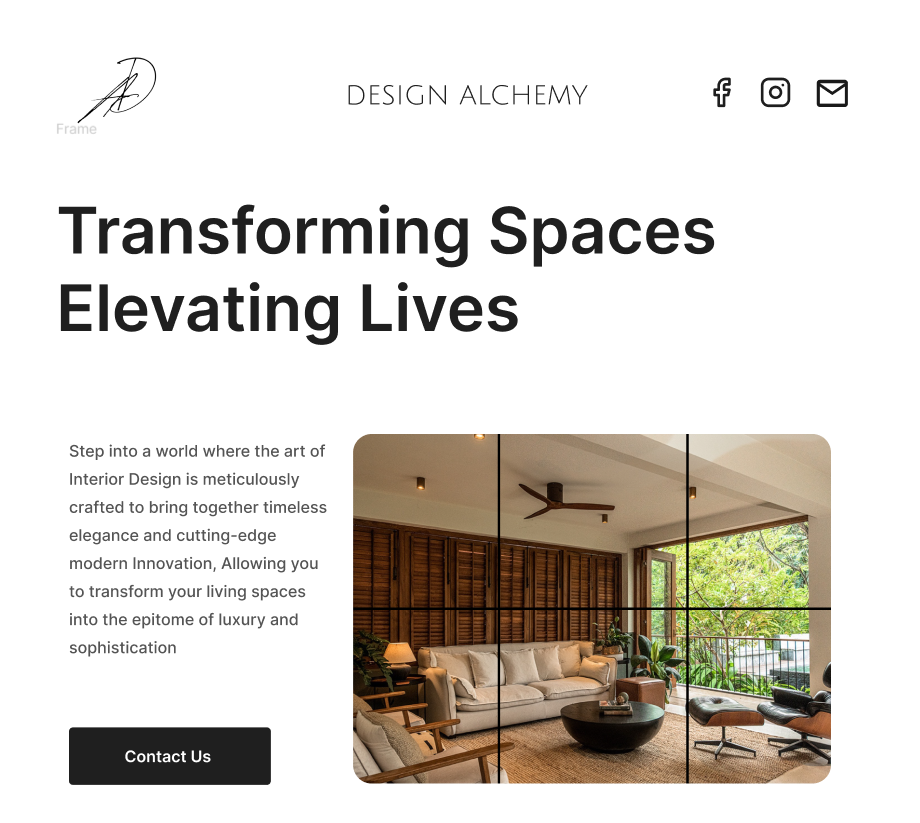 Frame
DESIGN ALCHEMY
Transforming Spaces
Elevating Lives
Step into a world where the art of
Interior Design is meticulously
crafted to bring together timeless
elegance and cutting-edge
modern Innovation, Allowing you
to transform your living spaces
into the epitome of luxury and
sophistication
Contact Us